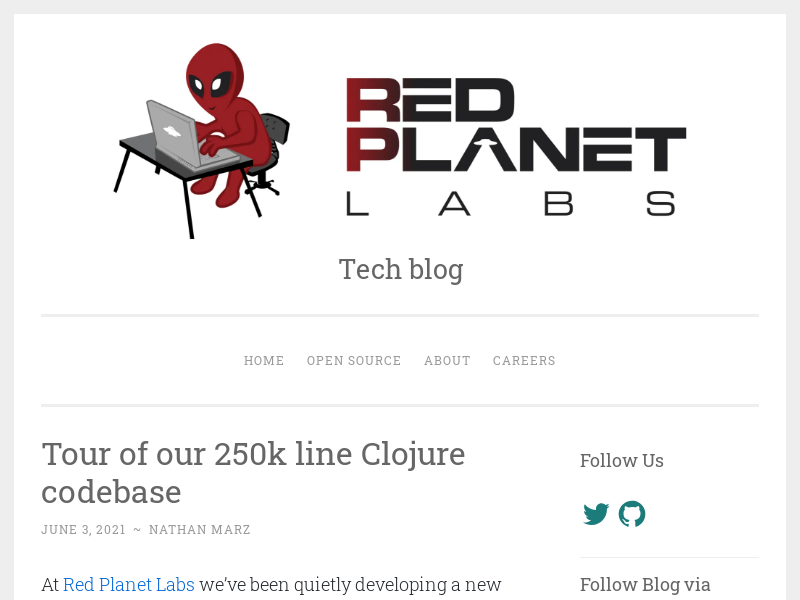 RED
PLANET
LABS
Tech blog
HOME OPEN SOURCE ABOUT CAREERS
Tour of our 250k line Clojure
codebase
JUNE 3, 2021 ~ NATHAN MARZ
At Red Planet Labs we’ve been quietly developing a new
Follow Us
Follow Blog via